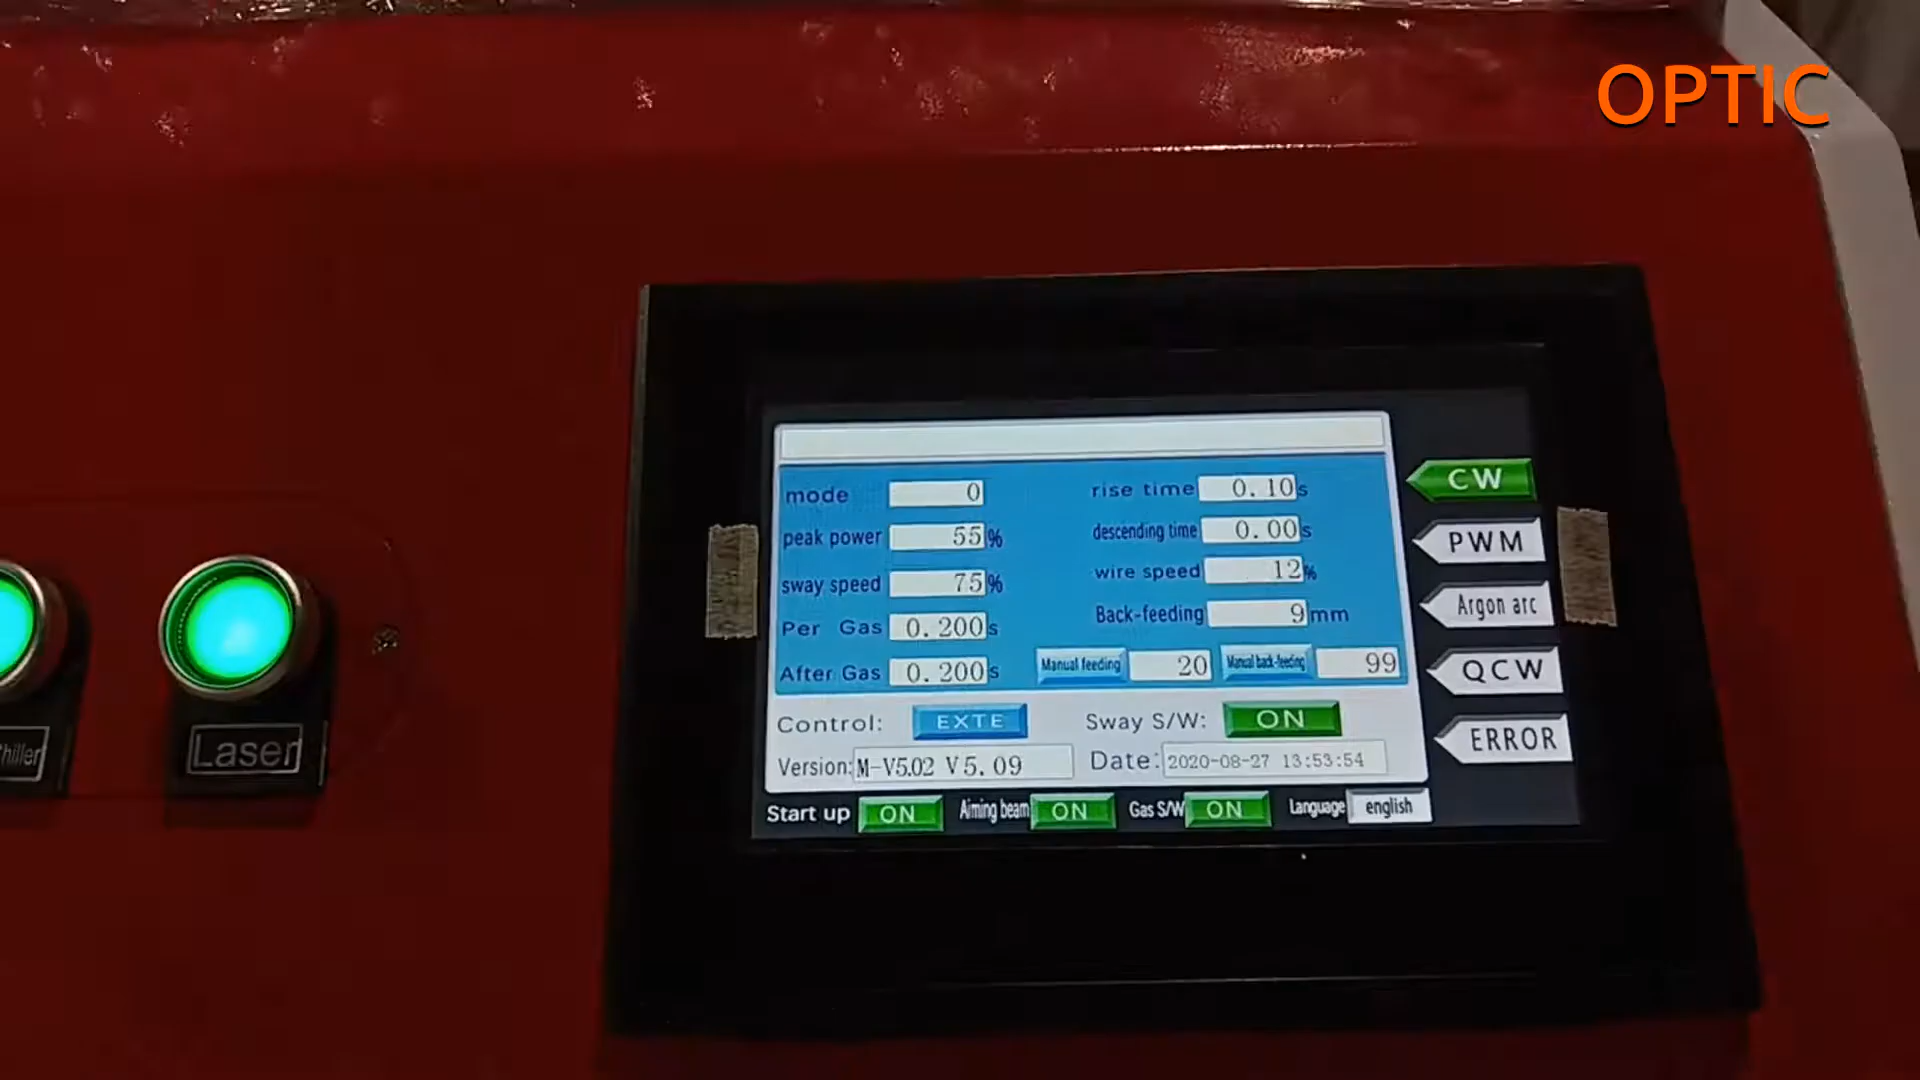 OPTIC
mode 0 rise time 0.10s
CW
peak power 55% descending time 0.00s
PWM
sway speed 75% wire speed 12%
Per Gas 0.200s Back-feeding 9mm
Argon arc
After Gas 0.200s Manual feeding 20 Manual back-feeding 99
QCW
Control: EXTE Sway S/W: ON
ERROR
Version: M-V5.02 V5.09 Date: 2020-08-27 13:53:54
Start up ON Aiming beam ON Gas S/W ON Language english
Laser